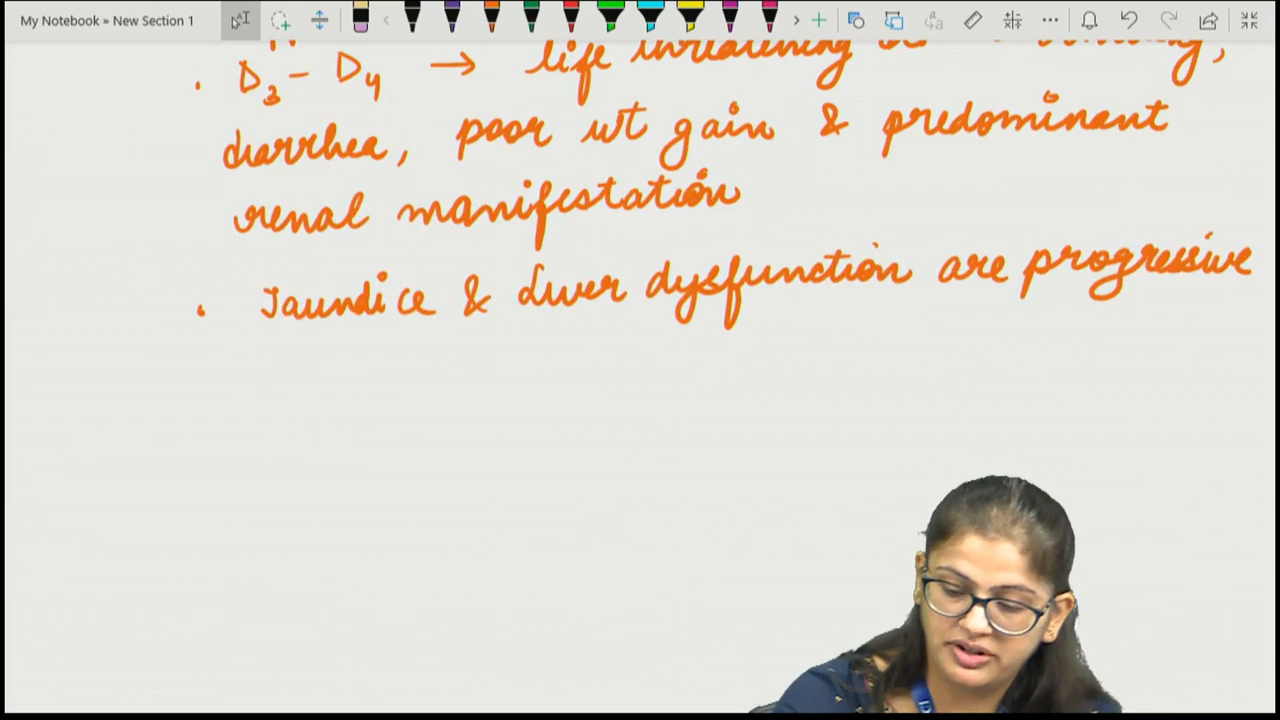 My Notebook » New Section 1
• D3 - D4 → life threatening
diarrhea, poor wt gain & predominant
renal manifestation
• Jaundice & Liver dysfunction are progressive